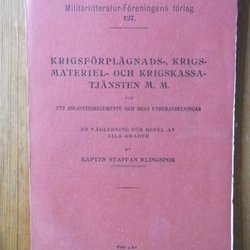 Militärlitteratur-Föreningens förlag.
127.
KRIGSFÖRPLÄGNADS-, KRIGS-
MATERIEL- OCH KRIGSKASSA-
TJÄNSTEN M. M.
VID
ETT INFANTERIREGEMENTE OCH DESS UNDERAVDELNINGAR
EN VÄGLEDNING FÖR BEFÄL AV
ALLA GRADER
AV
KAPTEN STAFFAN KLINGSPOR